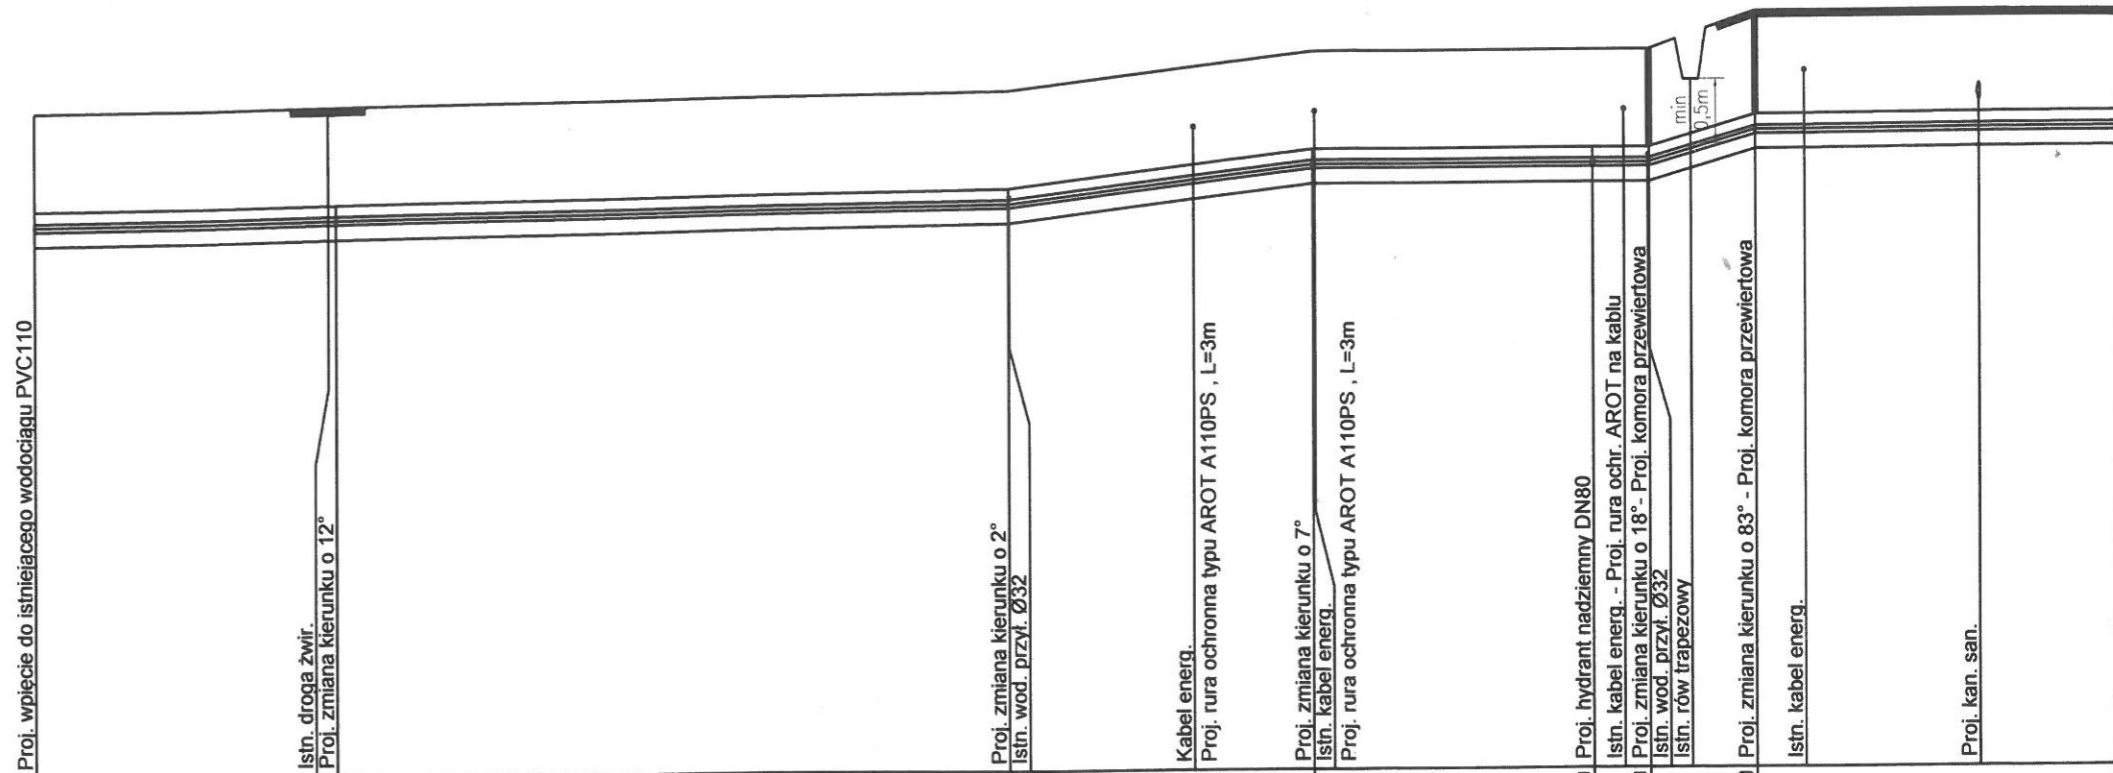 Proj. wpięcie do istniejącego wodociągu PVC110
Istn. droga żwir.
Proj. zmiana kierunku o 12°
Proj. zmiana kierunku o 2°
Istn. wod. przył. Ø32
Kabel energ.
Proj. rura ochronna typu AROT A110PS , L=3m
Proj. zmiana kierunku o 7°
Istn. kabel energ.
Proj. rura ochronna typu AROT A110PS , L=3m
Proj. hydrant nadziemny DN80
Istn. kabel energ. - Proj. rura ochr. AROT na kablu
Proj. zmiana kierunku o 18°- Proj. komora przewiertowa
Istn. wod. przył. Ø32
Istn. rów trapezowy
min
0,5m
Proj. zmiana kierunku o 83° - Proj. komora przewiertowa
Istn. kabel energ.
Proj. kan. san.